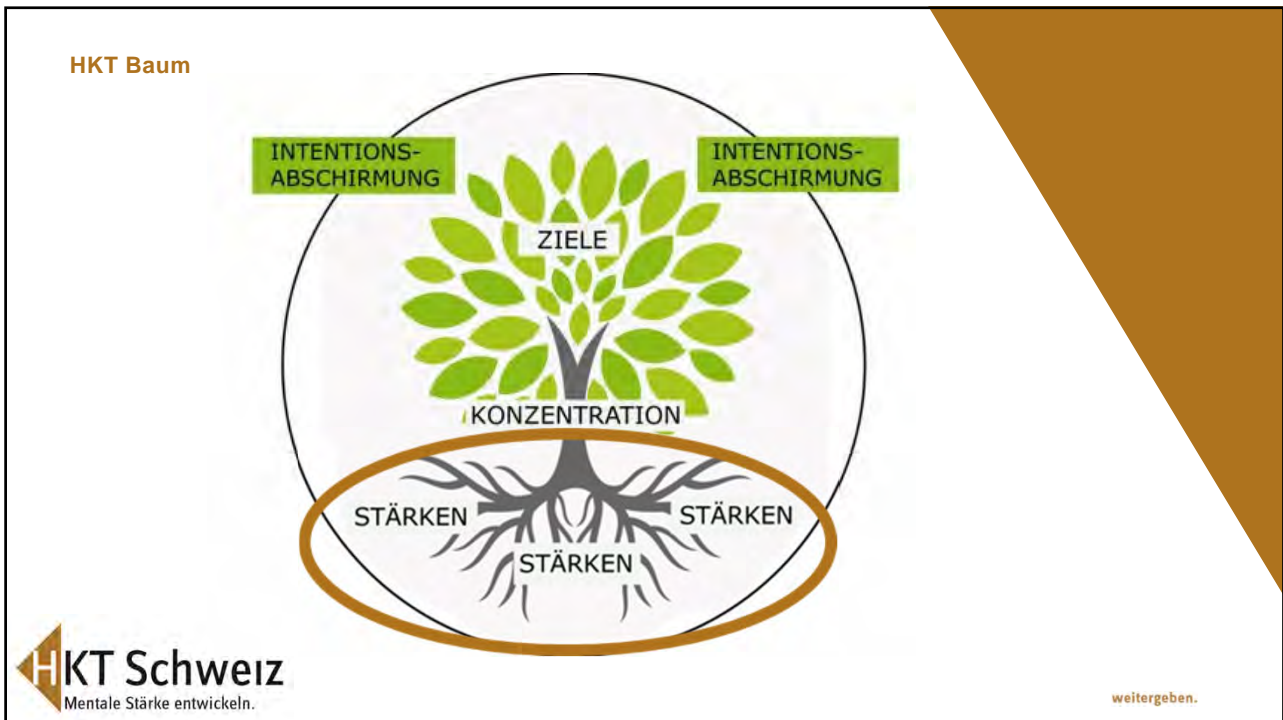 HKT Baum
INTENTIONS-
ABSCHIRMUNG
INTENTIONS-
ABSCHIRMUNG
ZIELE
KONZENTRATION
STÄRKEN
STÄRKEN
STÄRKEN
HKT Schweiz
Mentale Stärke entwickeln.
weitergeben.